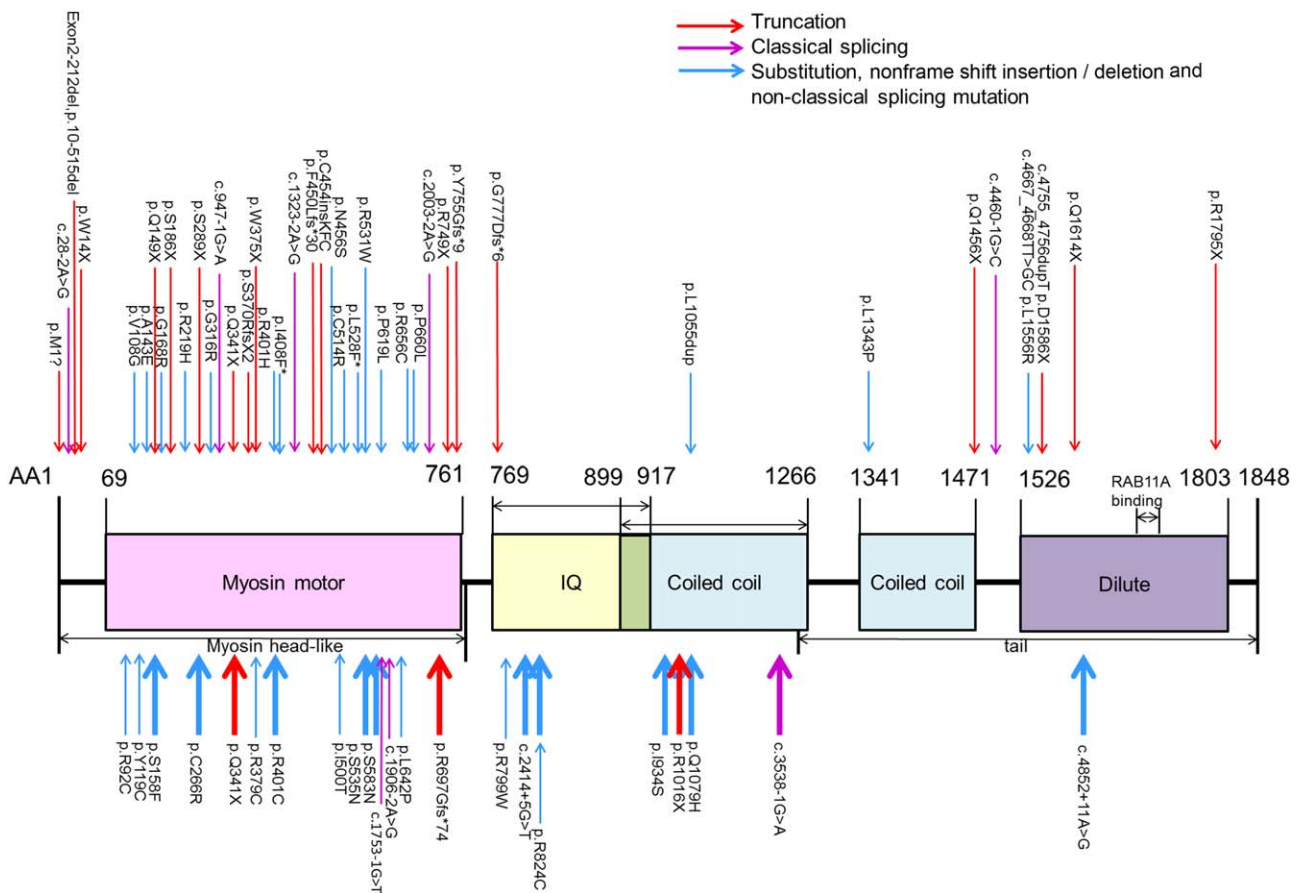 Truncation
Classical splicing
Substitution, nonframe shift insertion / deletion and
non-classical splicing mutation
p.M1?
c.28-2A>G
Exon2-212del,p.10-515del
p.W14X
p.V108G
p.A143E
p.Q149X
p.G168R
p.S186X
p.R219H
p.S289X
p.G316R
c.947-1G>A
p.Q341X
p.S370RfsX2
p.W375X
p.R401H
p.I408F*
c.1323-2A>G
p.F450Lfs*30
p.C454insKFC
p.N456S
p.C514R
p.L528F*
p.R531W
p.P619L
p.R656C
p.P660L
c.2003-2A>G
p.R749X
p.Y755Gfs*9
p.G777Dfs*6
p.L1055dup
p.L1343P
p.Q1456X
c.4460-1G>C
c.4667_4668TT>GC p.L1556R
c.4755_4756dupT p.D1586X
p.Q1614X
p.R1795X
AA1 69 761 769 899 917 1266 1341 1471 1526 1803 1848
RAB11A
binding
Myosin motor IQ Coiled coil Coiled coil Dilute
Myosin head-like tail
p.R92C
p.Y119C
p.S158F
p.C266R
p.Q341X
p.R379C
p.R401C
p.I500T
p.S535N
p.S583N
c.1753-1G>T
c.1906-2A>G
p.L642P
p.R697Gfs*74
p.R799W
c.2414+5G>T
p.R824C
p.I934S
p.R1016X
p.Q1079H
c.3538-1G>A
c.4852+11A>G